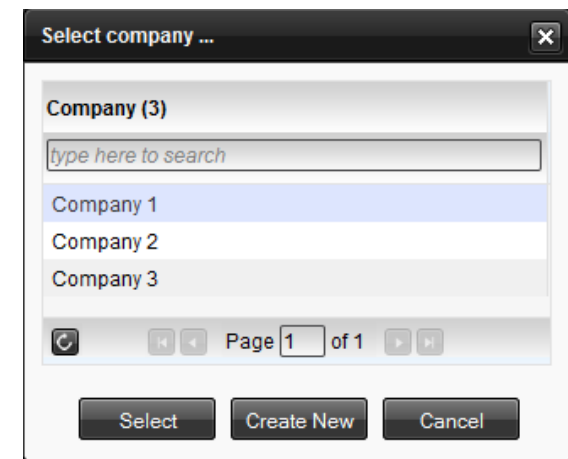 Select company ...
Company (3)
type here to search
Company 1
Company 2
Company 3
Page 1 of 1
Select Create New Cancel